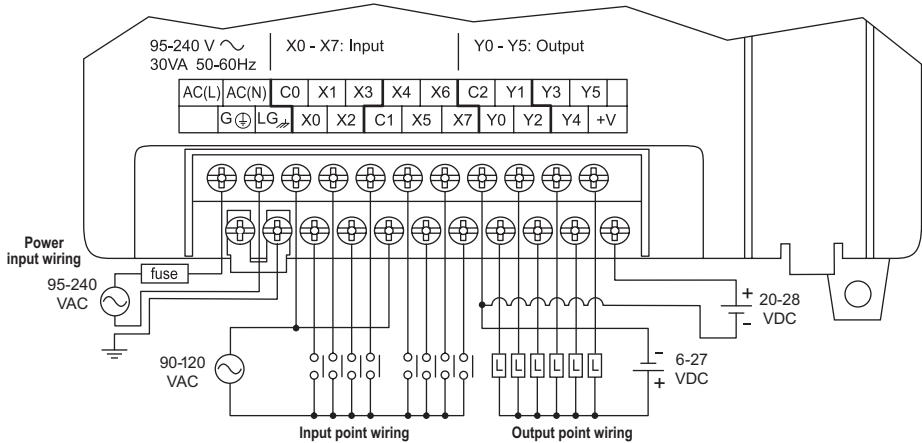 95-240 V ∿ X0 - X7: Input Y0 - Y5: Output
30VA 50-60Hz
AC(L) AC(N) C0 X1 X3 X4 X6 C2 Y1 Y3 Y5
G LG X0 X2 C1 X5 X7 Y0 Y2 Y4 +V
Power
input wiring
fuse
95-240
VAC
90-120
VAC
L L L L L L
+
-
20-28
VDC
-
+
6-27
VDC
Input point wiring
Output point wiring